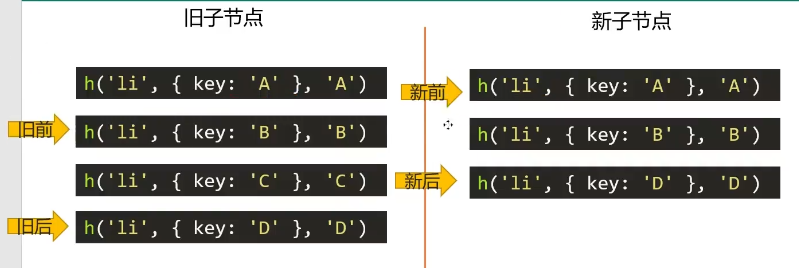 旧子节点
h('li', { key: 'A' }, 'A')
旧前
h('li', { key: 'B' }, 'B')
h('li', { key: 'C' }, 'C')
旧后
h('li', { key: 'D' }, 'D')
新子节点
新前
h('li', { key: 'A' }, 'A')
h('li', { key: 'B' }, 'B')
新后
h('li', { key: 'D' }, 'D')